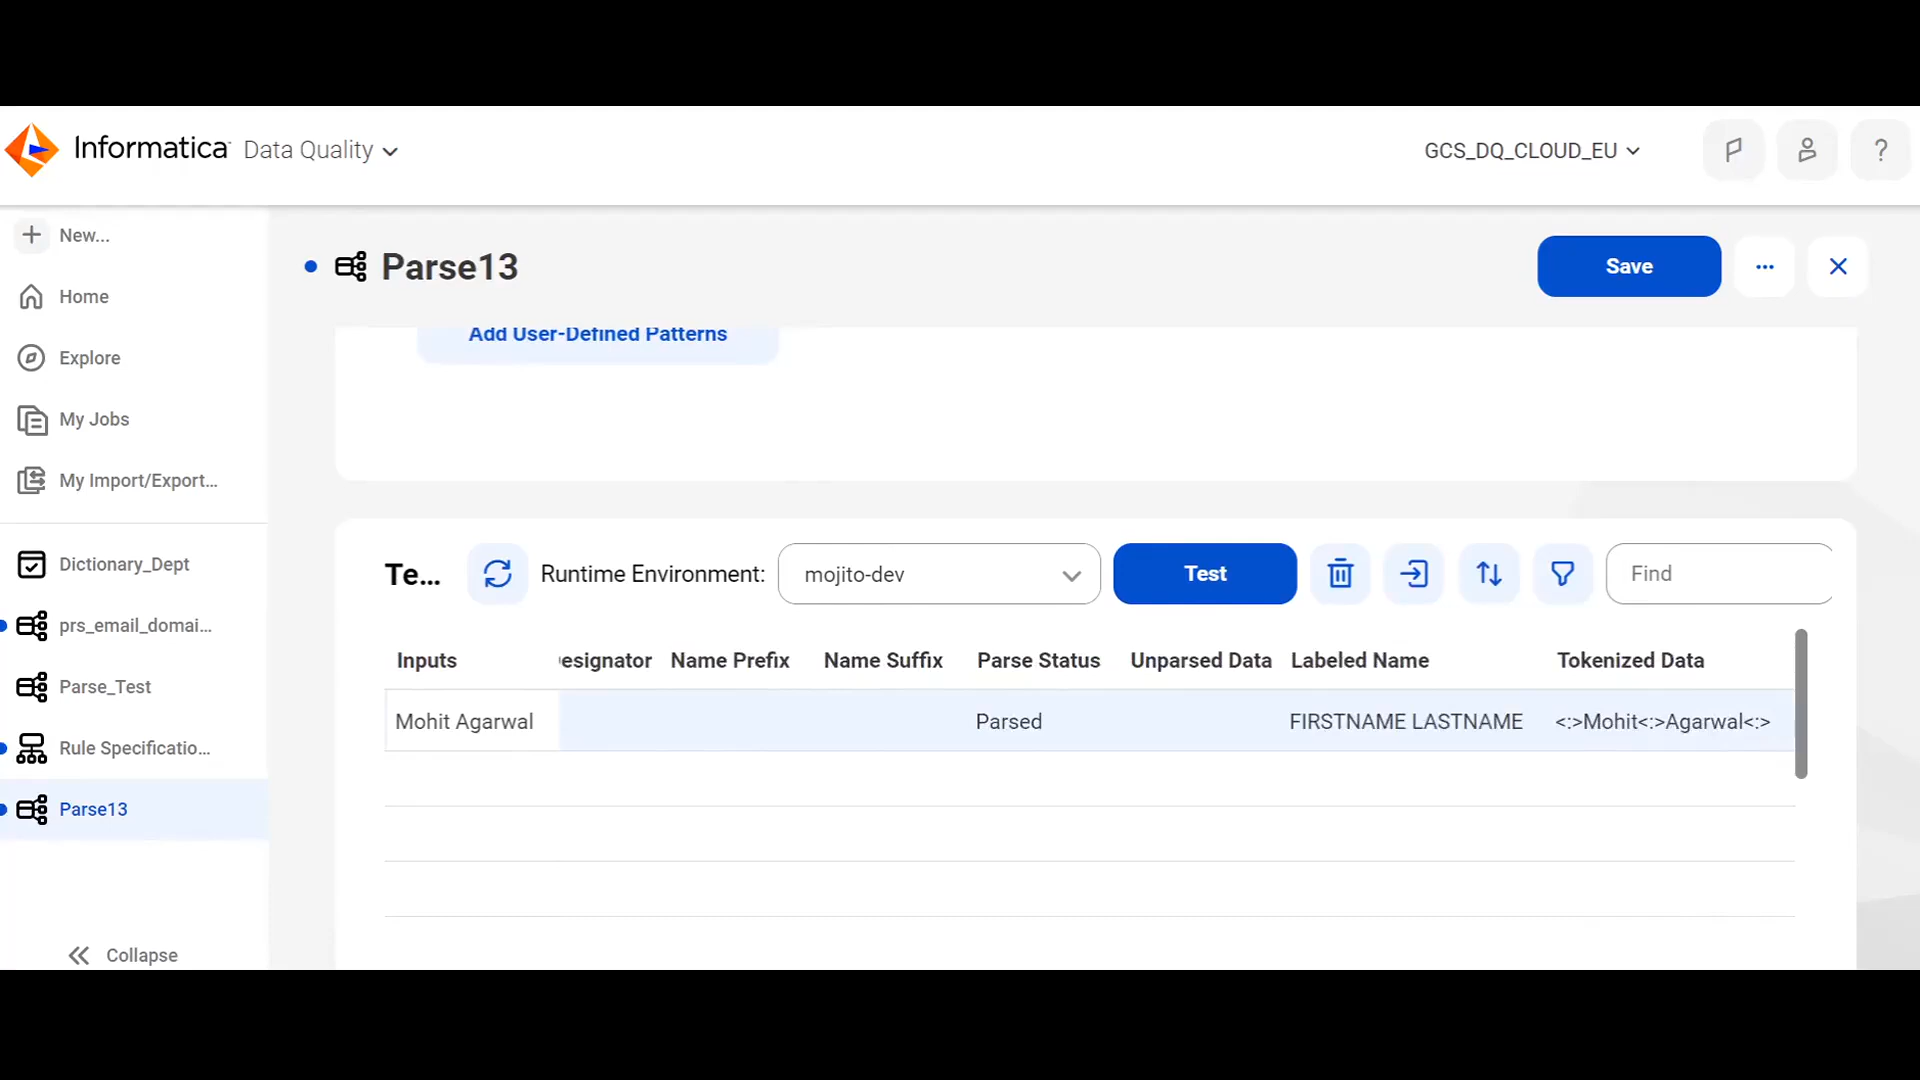 Informatica Data Quality
GCS_DQ_CLOUD_EU
?
New...
Home
Explore
My Jobs
My Import/Export...
Dictionary_Dept
prs_email_domai...
Parse_Test
Rule Specificatio...
Parse13
Collapse
Parse13
Save
...
Add User-Defined Patterns
Te... Runtime Environment: mojito-dev Test Find
Inputs esignator Name Prefix Name Suffix Parse Status Unparsed Data Labeled Name Tokenized Data
Mohit Agarwal Parsed FIRSTNAME LASTNAME <:>Mohit<:>Agarwal<:>